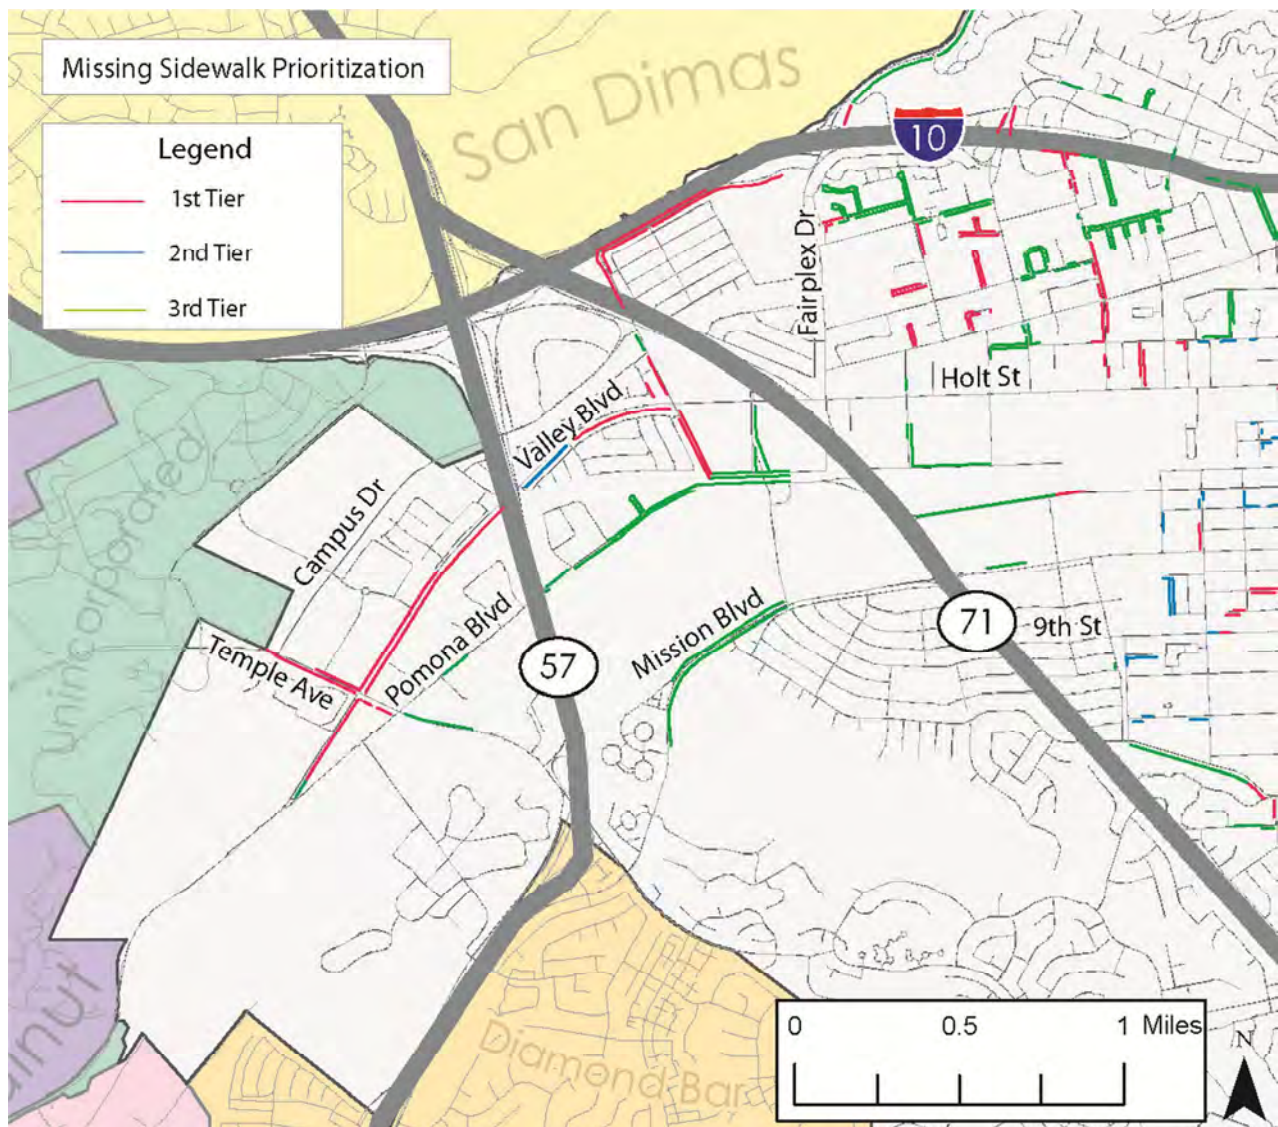 Missing Sidewalk Prioritization
Legend
1st Tier
2nd Tier
3rd Tier
San Dimas
10
Fairplex Dr
Holt St
Valley Blvd
Unincorporated
Campus Dr
Pomona Blvd
Temple Ave
57
Mission Blvd
71
9th St
alnut
Diamond Bar
0 0.5 1 Miles
N